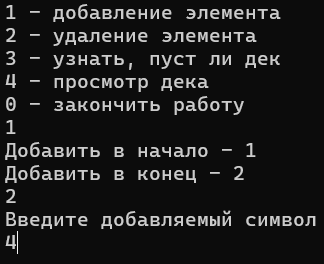 1 – добавление элемента
2 – удаление элемента
3 – узнать, пуст ли дек
4 – просмотр дека
0 – закончить работу
1
Добавить в начало – 1
Добавить в конец – 2
2
Введите добавляемый символ
4